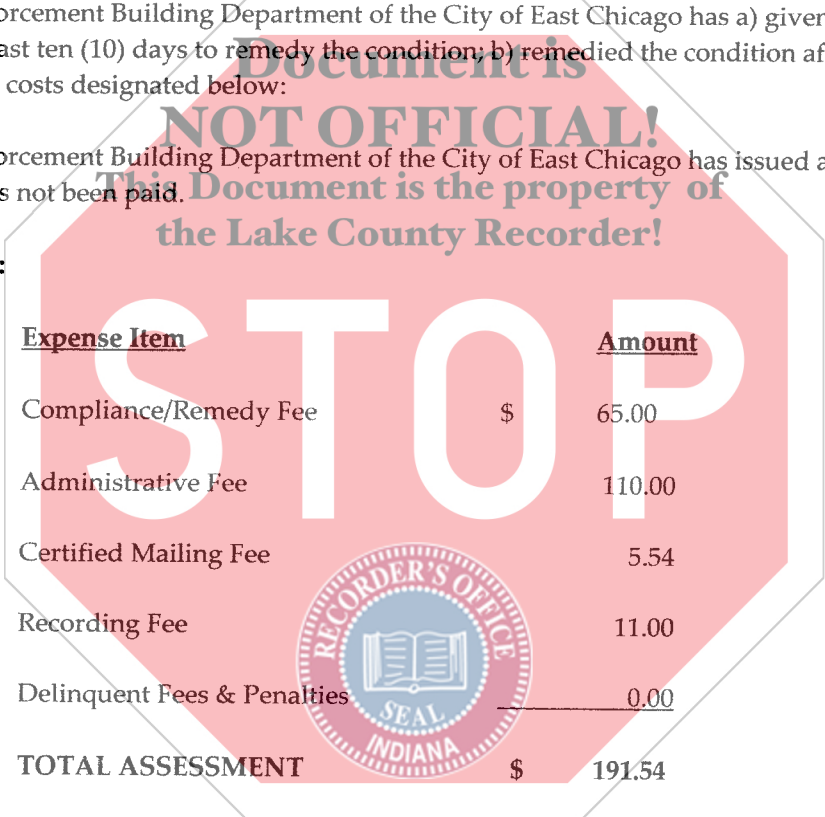 orcement Building Department of the City of East Chicago has a) given
ast ten (10) days to remedy the condition; b) remedied the condition af
Document is
costs designated below:
NOT OFFICIAL!
orcement Building Department of the City of East Chicago has issued a
This Document is the property of
s not been paid.
the Lake County Recorder!
:
STOP
Expense Item Amount
Compliance/Remedy Fee $ 65.00
Administrative Fee 110.00
Certified Mailing Fee 5.54
RECORDER'S OFFICE
Recording Fee 11.00
Delinquent Fees & Penalties 0.00
SEAL
INDIANA
TOTAL ASSESSMENT $ 191.54